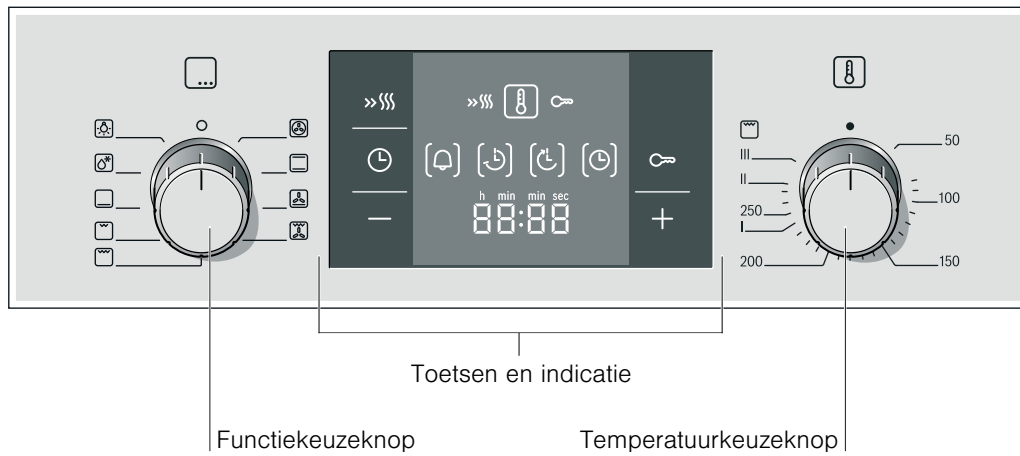 h min min sec
88:88
50
100
150
200
250
I
II
III
Toetsen en indicatie
Functiekeuzeknop
Temperatuurkeuzeknop